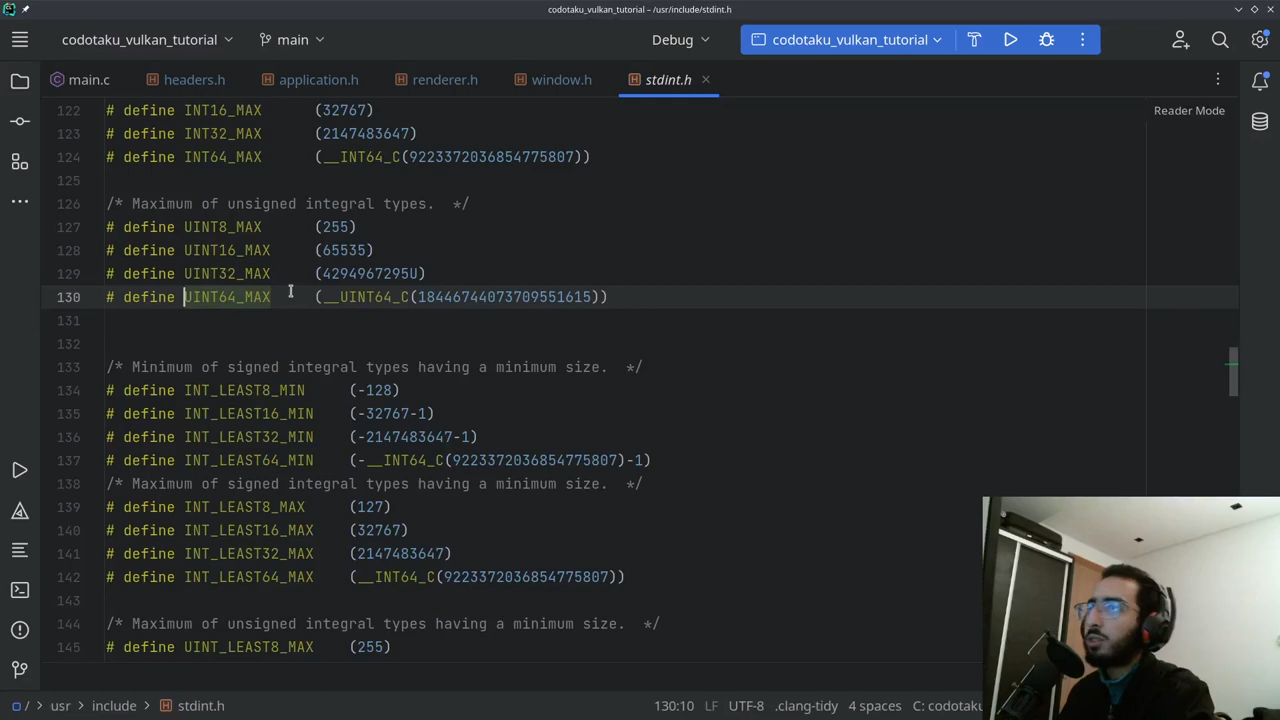 codotaku_vulkan_tutorial – /usr/include/stdint.h
codotaku_vulkan_tutorial main Debug codotaku_vulkan_tutorial
main.c headers.h application.h renderer.h window.h stdint.h
Reader Mode
122 # define INT16_MAX (32767)
123 # define INT32_MAX (2147483647)
124 # define INT64_MAX (__INT64_C(9223372036854775807))
125
126 /* Maximum of unsigned integral types. */
127 # define UINT8_MAX (255)
128 # define UINT16_MAX (65535)
129 # define UINT32_MAX (4294967295U)
130 # define UINT64_MAX (__UINT64_C(18446744073709551615))
131
132
133 /* Minimum of signed integral types having a minimum size. */
134 # define INT_LEAST8_MIN (-128)
135 # define INT_LEAST16_MIN (-32767-1)
136 # define INT_LEAST32_MIN (-2147483647-1)
137 # define INT_LEAST64_MIN (-__INT64_C(9223372036854775807)-1)
138 /* Maximum of signed integral types having a minimum size. */
139 # define INT_LEAST8_MAX (127)
140 # define INT_LEAST16_MAX (32767)
141 # define INT_LEAST32_MAX (2147483647)
142 # define INT_LEAST64_MAX (__INT64_C(9223372036854775807))
143
144 /* Maximum of unsigned integral types having a minimum size. */
145 # define UINT_LEAST8_MAX (255)
/ usr include stdint.h 130:10 LF UTF-8 .clang-tidy 4 spaces C: codotaku